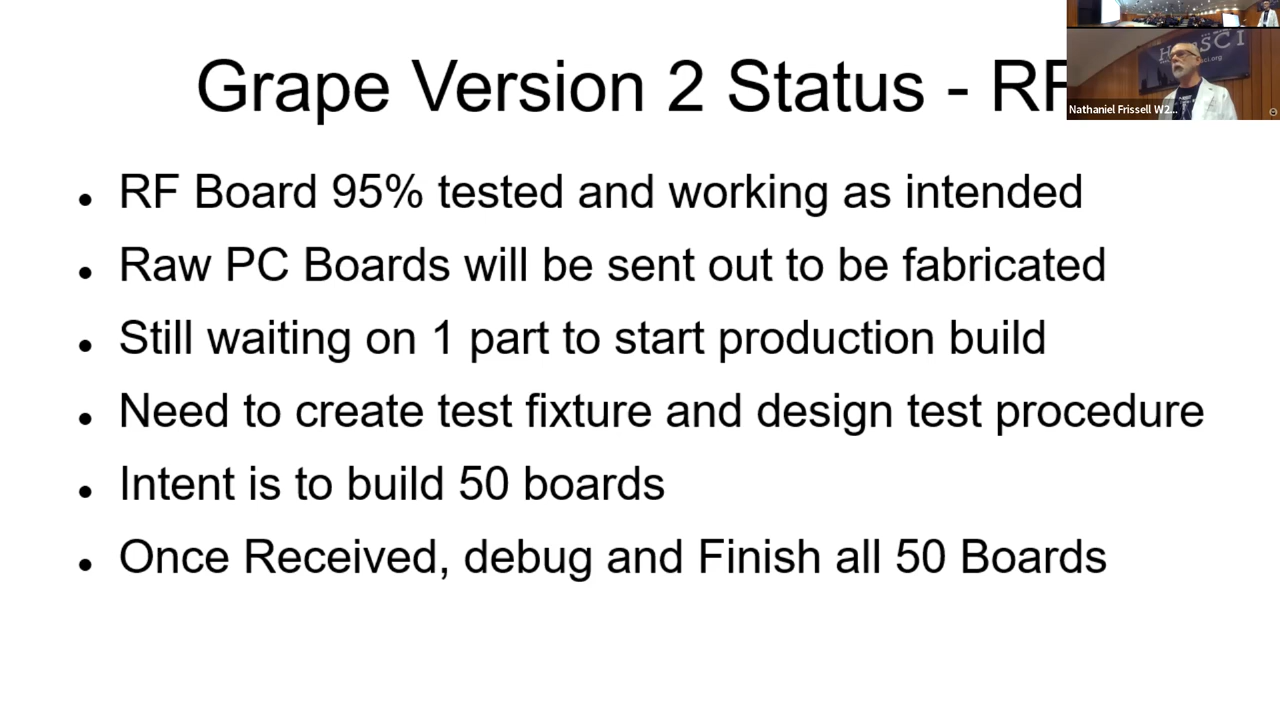 Grape Version 2 Status - RF
RF Board 95% tested and working as intended
Raw PC Boards will be sent out to be fabricated
Still waiting on 1 part to start production build
Need to create test fixture and design test procedure
Intent is to build 50 boards
Once Received, debug and Finish all 50 Boards
Nathaniel Frissell W2...